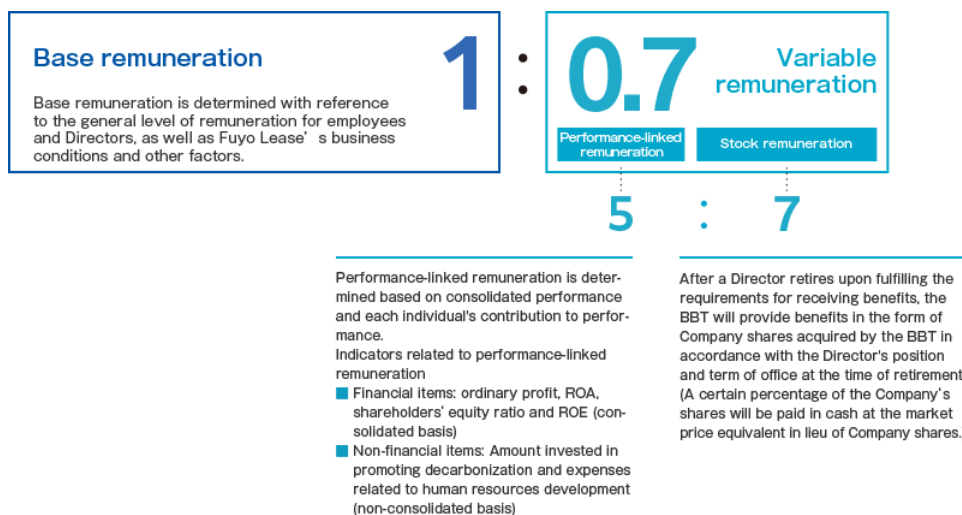 Base remuneration
Base remuneration is determined with reference
to the general level of remuneration for employees
and Directors, as well as Fuyo Lease' s business
conditions and other factors.
1
:
0.7
Variable
remuneration
Performance-linked
remuneration
Stock remuneration
5 : 7
Performance-linked remuneration is deter-
mined based on consolidated performance
and each individual's contribution to perfor-
mance.
Indicators related to performance-linked
remuneration
■ Financial items: ordinary profit, ROA,
shareholders' equity ratio and ROE (con-
solidated basis)
■ Non-financial items: Amount invested in
promoting decarbonization and expenses
related to human resources development
(non-consolidated basis)
After a Director retires upon fulfilling the
requirements for receiving benefits, the
BBT will provide benefits in the form of
Company shares acquired by the BBT in
accordance with the Director's position
and term of office at the time of retirement
(A certain percentage of the Company's
shares will be paid in cash at the market
price equivalent in lieu of Company shares.